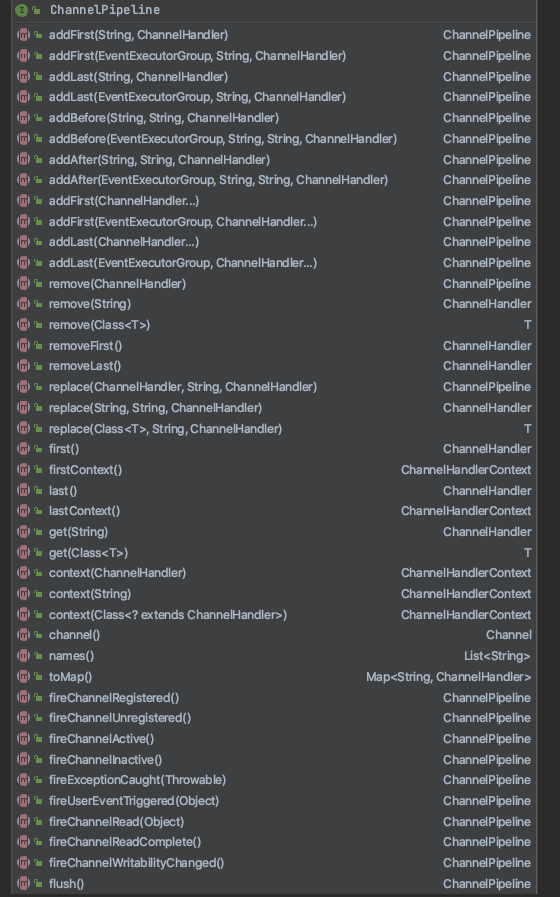 ChannelPipeline
addFirst(String, ChannelHandler) ChannelPipeline
addFirst(EventExecutorGroup, String, ChannelHandler) ChannelPipeline
addLast(String, ChannelHandler) ChannelPipeline
addLast(EventExecutorGroup, String, ChannelHandler) ChannelPipeline
addBefore(String, String, ChannelHandler) ChannelPipeline
addBefore(EventExecutorGroup, String, String, ChannelHandler) ChannelPipeline
addAfter(String, String, ChannelHandler) ChannelPipeline
addAfter(EventExecutorGroup, String, String, ChannelHandler) ChannelPipeline
addFirst(ChannelHandler...) ChannelPipeline
addFirst(EventExecutorGroup, ChannelHandler...) ChannelPipeline
addLast(ChannelHandler...) ChannelPipeline
addLast(EventExecutorGroup, ChannelHandler...) ChannelPipeline
remove(ChannelHandler) ChannelPipeline
remove(String) ChannelHandler
remove(Class<T>) T
removeFirst() ChannelHandler
removeLast() ChannelHandler
replace(ChannelHandler, String, ChannelHandler) ChannelPipeline
replace(String, String, ChannelHandler) ChannelHandler
replace(Class<T>, String, ChannelHandler) T
first() ChannelHandler
firstContext() ChannelHandlerContext
last() ChannelHandler
lastContext() ChannelHandlerContext
get(String) ChannelHandler
get(Class<T>) T
context(ChannelHandler) ChannelHandlerContext
context(String) ChannelHandlerContext
context(Class<? extends ChannelHandler>) ChannelHandlerContext
channel() Channel
names() List<String>
toMap() Map<String, ChannelHandler>
fireChannelRegistered() ChannelPipeline
fireChannelUnregistered() ChannelPipeline
fireChannelActive() ChannelPipeline
fireChannelInactive() ChannelPipeline
fireExceptionCaught(Throwable) ChannelPipeline
fireUserEventTriggered(Object) ChannelPipeline
fireChannelRead(Object) ChannelPipeline
fireChannelReadComplete() ChannelPipeline
fireChannelWritabilityChanged() ChannelPipeline
flush() ChannelPipeline